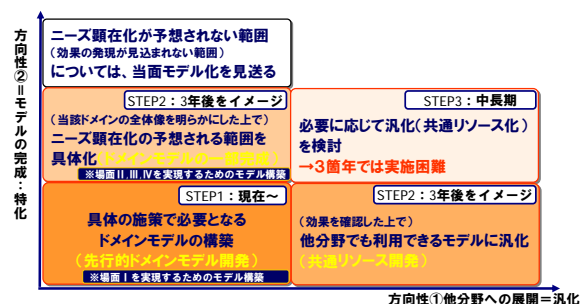 方向性②＝モデルの完成：特化
ニーズ顕在化が予想されない範囲
（効果の発現が見込まれない範囲）
については、当面モデル化を見送る
STEP2：3年後をイメージ
（当該ドメインの全体像を明らかにした上で）
ニーズ顕在化の予想される範囲を
具体化（ドメインモデルの一部完成）
※場面Ⅱ,Ⅲ,Ⅳを実現するためのモデル構築
STEP3：中長期
必要に応じて汎化（共通リソース化）
を検討
→3箇年では実施困難
STEP1：現在～
具体の施策で必要となる
ドメインモデルの構築
（先行的ドメインモデル開発）
※場面Ⅰを実現するためのモデル構築
STEP2：3年後をイメージ
（効果を確認した上で）
他分野でも利用できるモデルに汎化
（共通リソース開発）
方向性①他分野への展開＝汎化